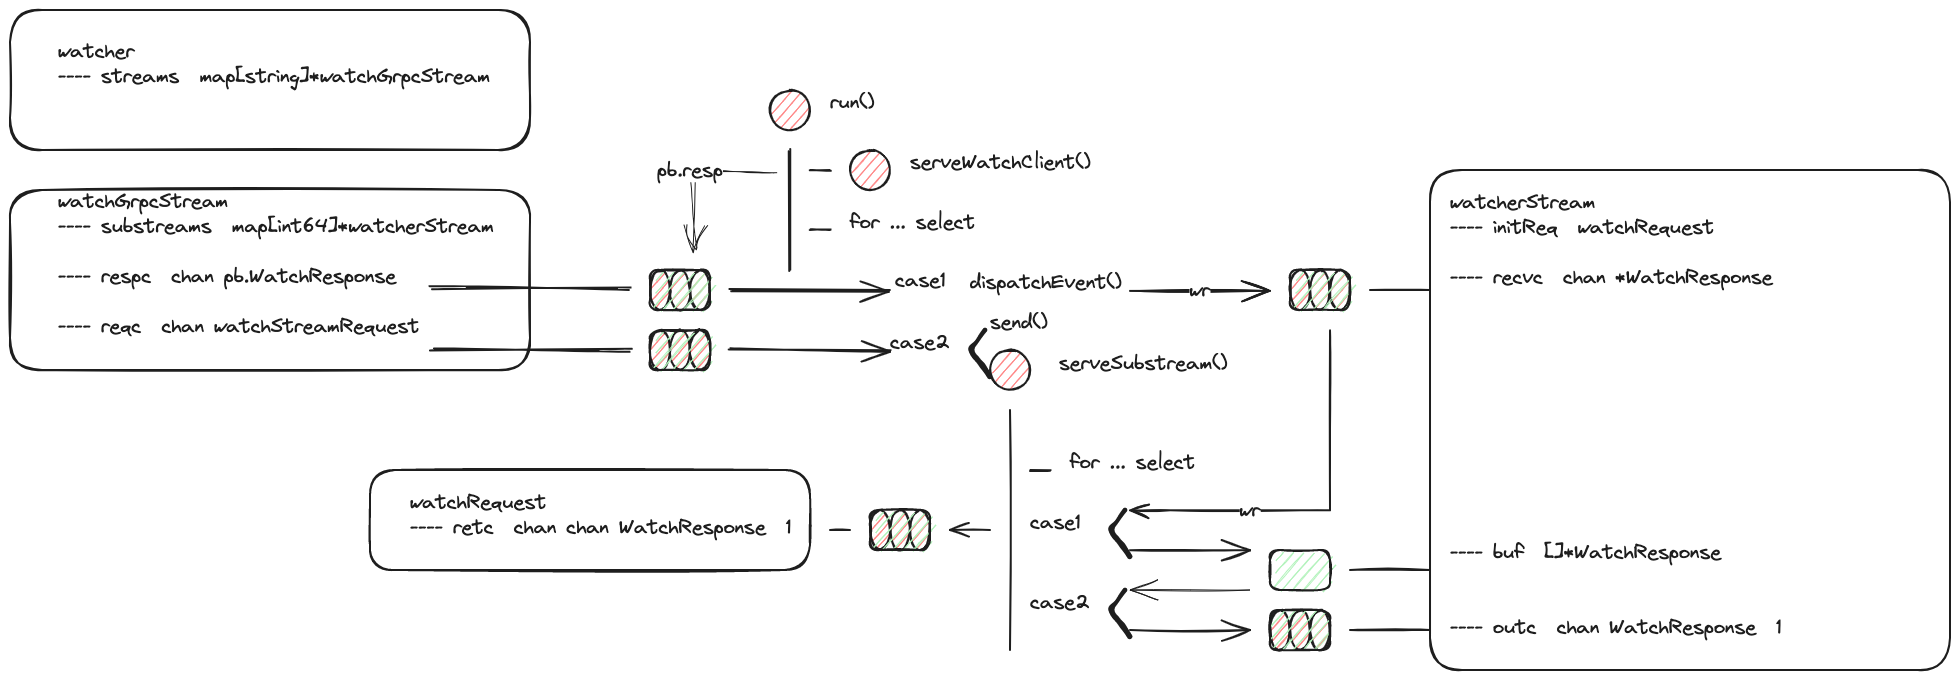 watcher
---- streams map[string]*watchGrpcStream
run()
pb.resp
serveWatchClient()
for ... select
watchGrpcStream
---- substreams map[int64]*watcherStream
---- respc chan pb.WatchResponse
---- reqc chan watchStreamRequest
case1 dispatchEvent()
wr
send()
case2
serveSubstream()
watcherStream
---- initReq watchRequest
---- recvc chan *WatchResponse
for ... select
watchRequest
---- retc chan chan WatchResponse 1
case1
wr
case2
---- buf []*WatchResponse
---- outc chan WatchResponse 1